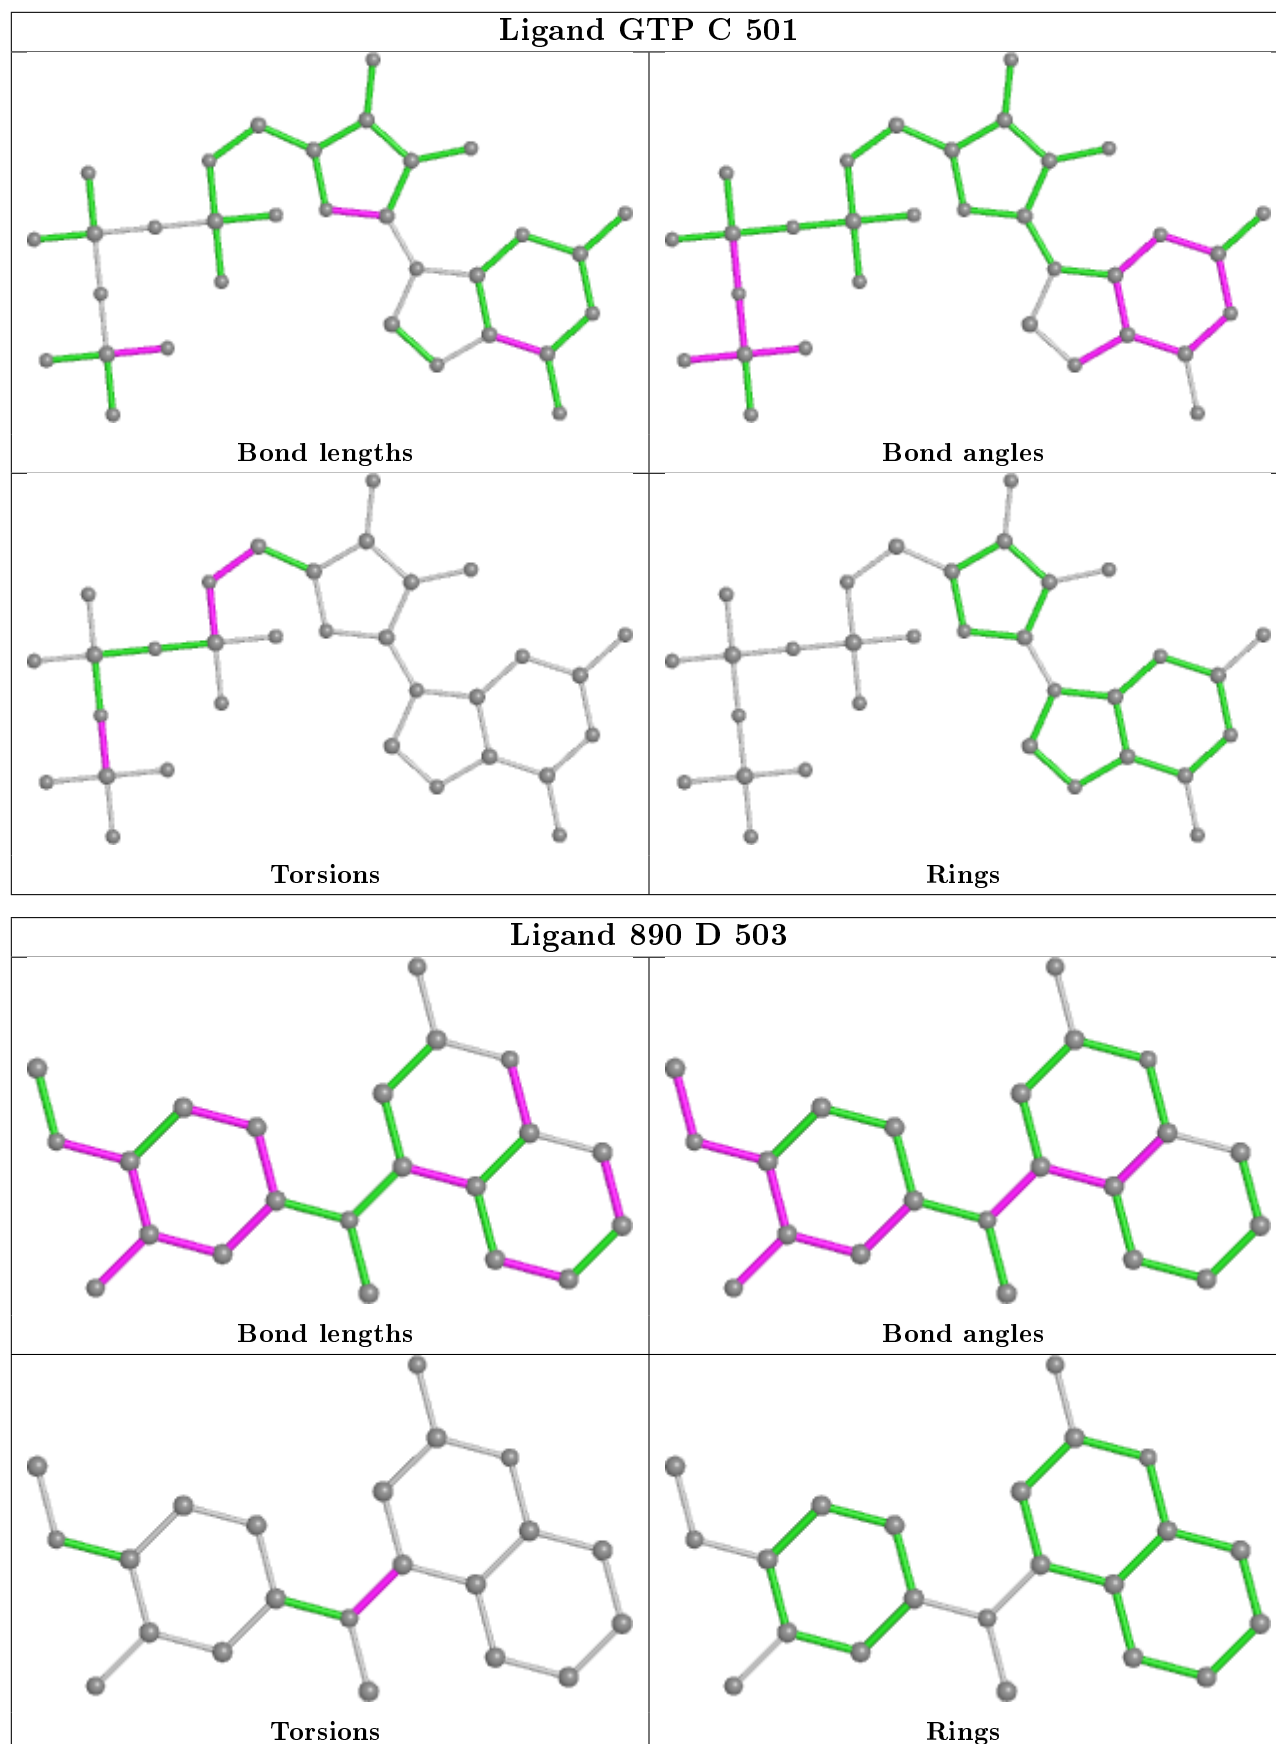 Ligand GTP C 501
Bond lengths
Bond angles
Torsions
Rings
Ligand 890 D 503
Bond lengths
Bond angles
Torsions
Rings